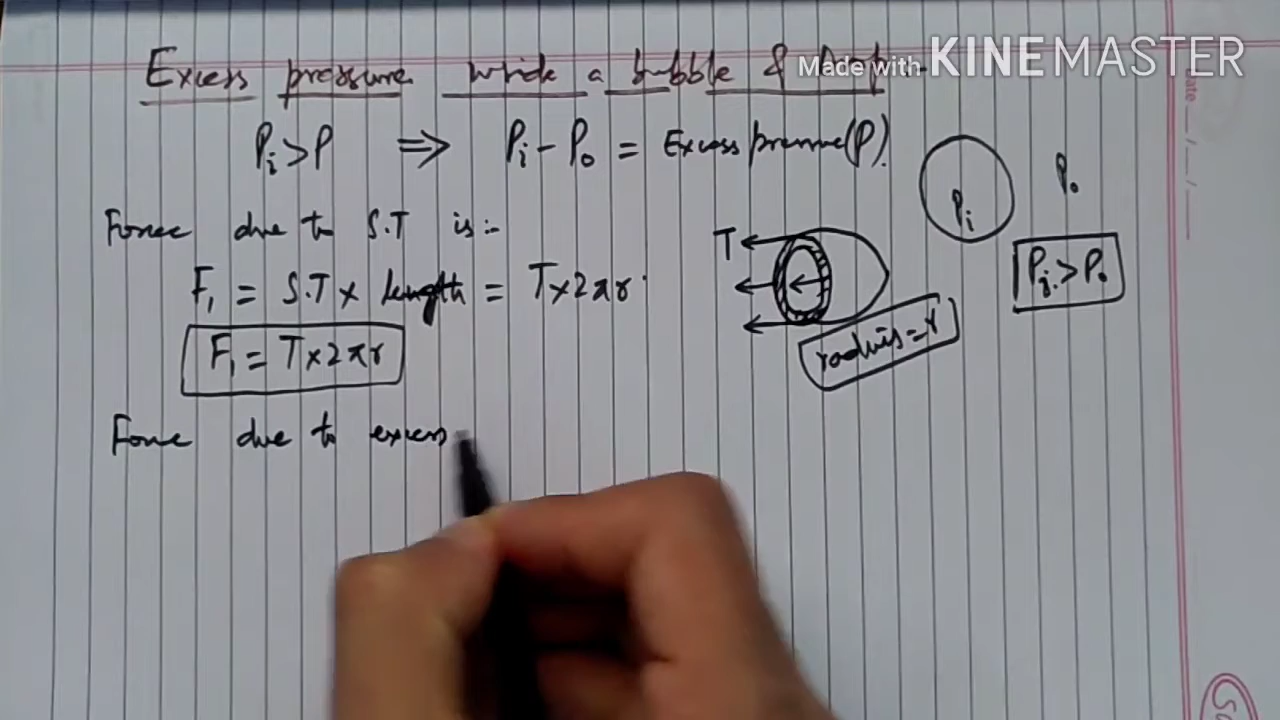 Made with KINEMASTER
Excess pressure inside a bubble &
Pi > P ⇒ Pi - Po = Excess pressure (P).
Pi
Po
Pi > Po
Force due to S.T is :-
T
F1 = S.T × length = T × 2πr
radius = r
F1 = T × 2πr
Force due to excess